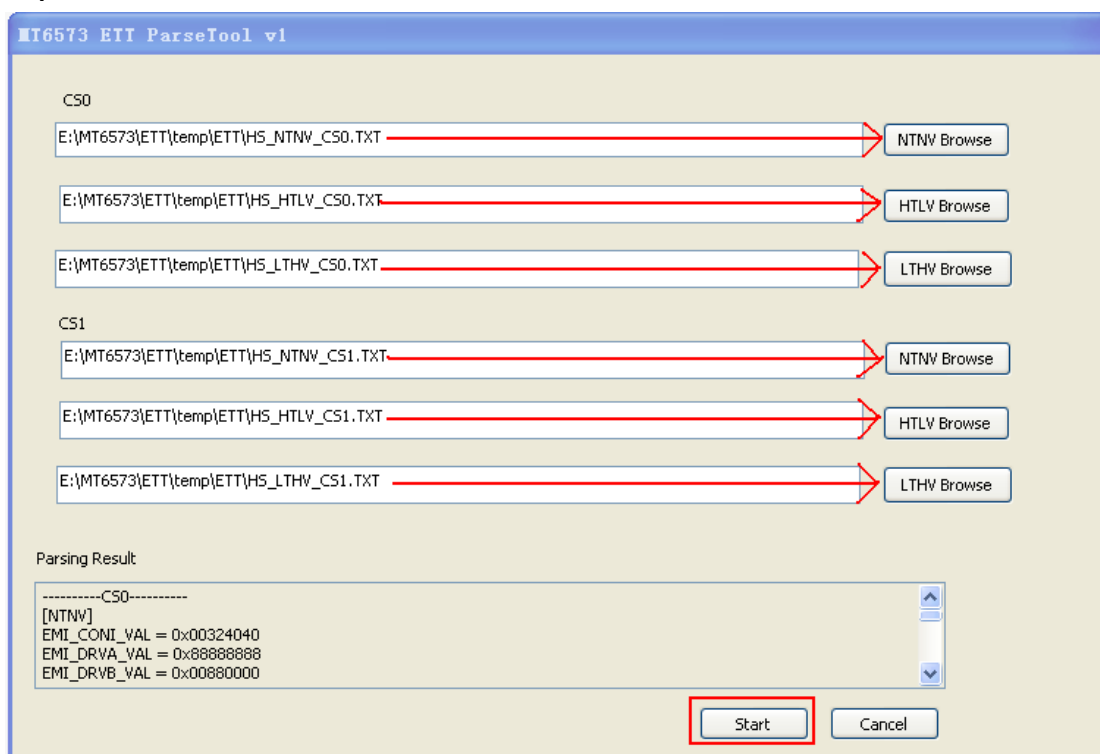 MT6573 ETT ParseTool v1
CS0
E:\MT6573\ETT\temp\ETT\HS_NTNV_CS0.TXT
NTNV Browse
E:\MT6573\ETT\temp\ETT\HS_HTLV_CS0.TXT
HTLV Browse
E:\MT6573\ETT\temp\ETT\HS_LTHV_CS0.TXT
LTHV Browse
CS1
E:\MT6573\ETT\temp\ETT\HS_NTNV_CS1.TXT
NTNV Browse
E:\MT6573\ETT\temp\ETT\HS_HTLV_CS1.TXT
HTLV Browse
E:\MT6573\ETT\temp\ETT\HS_LTHV_CS1.TXT
LTHV Browse
Parsing Result
----------CS0----------
[NTNV]
EMI_CONI_VAL = 0x00324040
EMI_DRVA_VAL = 0x88888888
EMI_DRVB_VAL = 0x00880000
Start
Cancel